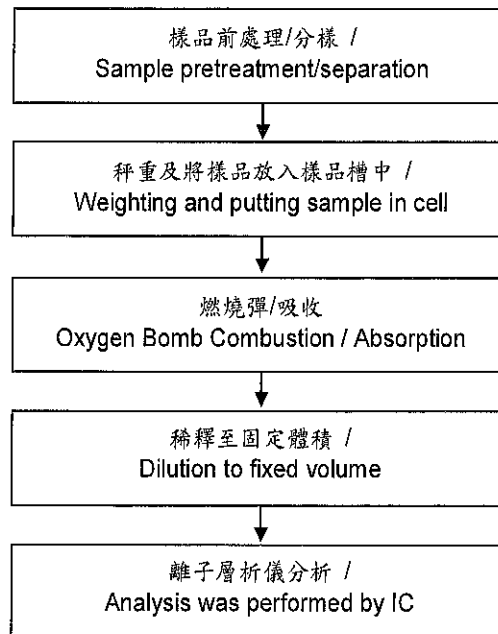 樣品前處理/分樣 /
Sample pretreatment/separation
秤重及將樣品放入樣品槽中 /
Weighting and putting sample in cell
燃燒彈/吸收
Oxygen Bomb Combustion / Absorption
稀釋至固定體積 /
Dilution to fixed volume
離子層析儀分析 /
Analysis was performed by IC